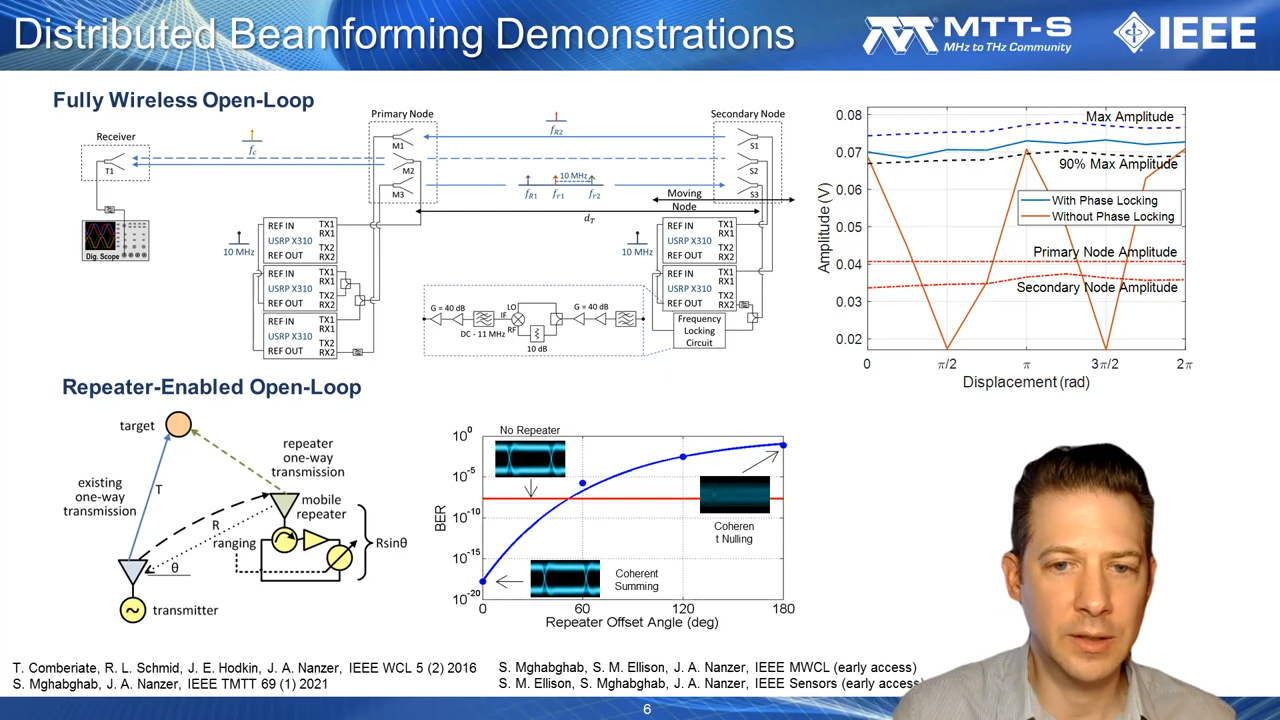 Distributed Beamforming Demonstrations
MTT-S
MHz to THz Community
IEEE
Fully Wireless Open-Loop
Receiver
T1
Dig. Scope
fc
Primary Node
M1
M2
M3
fR2
10 MHz
fR1
fr1
fr2
dT
Secondary Node
S1
S2
S3
Moving
Node
10 MHz
REF IN
USRP X310
REF OUT
TX1
RX1
TX2
RX2
REF IN
USRP X310
REF OUT
TX1
RX1
TX2
RX2
REF IN
USRP X310
REF OUT
TX1
RX1
TX2
RX2
10 MHz
REF IN
USRP X310
REF OUT
TX1
RX1
TX2
RX2
REF IN
USRP X310
REF OUT
TX1
RX1
TX2
RX2
Frequency
Locking
Circuit
G = 40 dB
DC - 11 MHz
IF
LO
RF
10 dB
G = 40 dB
Amplitude (V)
0.08
0.07
0.06
0.05
0.04
0.03
0.02
Max Amplitude
90% Max Amplitude
With Phase Locking
Without Phase Locking
Primary Node Amplitude
Secondary Node Amplitude
0
π/2
π
3π/2
2π
Displacement (rad)
Repeater-Enabled Open-Loop
target
repeater
one-way
transmission
existing
one-way
transmission
T
R
mobile
repeater
ranging
Rsinθ
θ
transmitter
BER
10^0
10^-5
10^-10
10^-15
10^-20
No Repeater
Coheren
t Nulling
Coherent
Summing
0
60
120
180
Repeater Offset Angle (deg)
T. Comberiate, R. L. Schmid, J. E. Hodkin, J. A. Nanzer, IEEE WCL 5 (2) 2016
S. Mghabghab, J. A. Nanzer, IEEE TMTT 69 (1) 2021
S. Mghabghab, S. M. Ellison, J. A. Nanzer, IEEE MWCL (early access)
S. M. Ellison, S. Mghabghab, J. A. Nanzer, IEEE Sensors (early access)
6